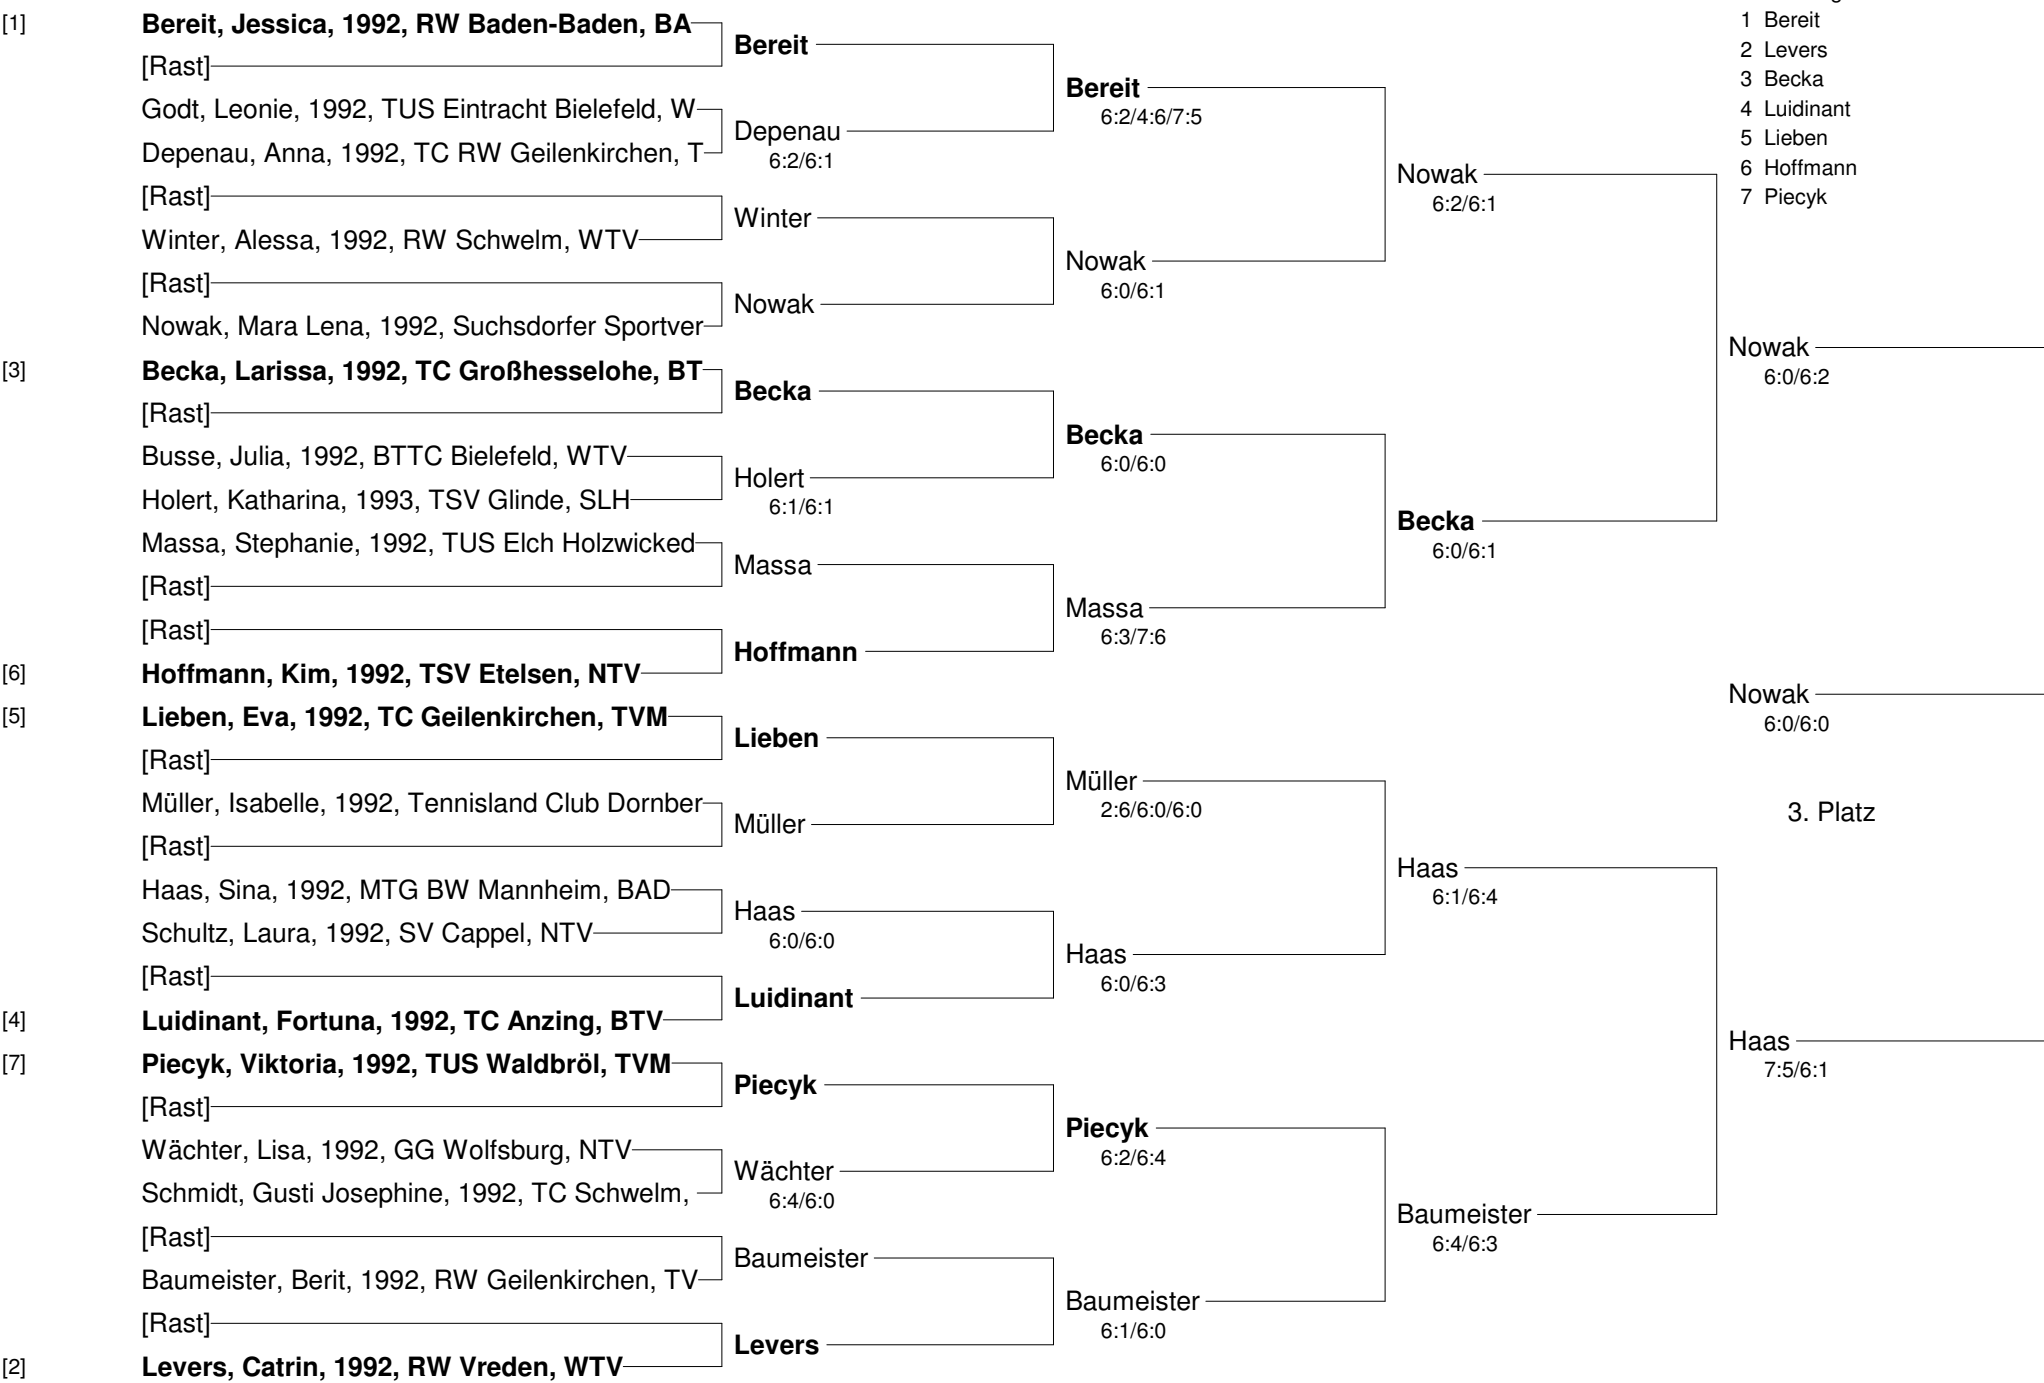 [1] Bereit, Jessica, 1992, RW Baden-Baden, BA
[Rast]
Godt, Leonie, 1992, TUS Eintracht Bielefeld, W
Depenau, Anna, 1992, TC RW Geilenkirchen, T
[Rast]
Winter, Alessa, 1992, RW Schwelm, WTV
[Rast]
Nowak, Mara Lena, 1992, Suchsdorfer Sportver
[3] Becka, Larissa, 1992, TC Großhesselohe, BT
[Rast]
Busse, Julia, 1992, BTTC Bielefeld, WTV
Holert, Katharina, 1993, TSV Glinde, SLH
Massa, Stephanie, 1992, TUS Elch Holzwicked
[Rast]
[Rast]
[6] Hoffmann, Kim, 1992, TSV Etelsen, NTV
[5] Lieben, Eva, 1992, TC Geilenkirchen, TVM
[Rast]
Müller, Isabelle, 1992, Tennisland Club Dornber
[Rast]
Haas, Sina, 1992, MTG BW Mannheim, BAD
Schultz, Laura, 1992, SV Cappel, NTV
[Rast]
[4] Luidinant, Fortuna, 1992, TC Anzing, BTV
[7] Piecyk, Viktoria, 1992, TUS Waldbröl, TVM
[Rast]
Wächter, Lisa, 1992, GG Wolfsburg, NTV
Schmidt, Gusti Josephine, 1992, TC Schwelm,
[Rast]
Baumeister, Berit, 1992, RW Geilenkirchen, TV
[Rast]
[2] Levers, Catrin, 1992, RW Vreden, WTV
Bereit
Depenau
6:2/6:1
Winter
Nowak
Becka
Holert
6:1/6:1
Massa
Hoffmann
Lieben
Müller
Haas
6:0/6:0
Luidinant
Piecyk
Wächter
6:4/6:0
Baumeister
Levers
Bereit
6:2/4:6/7:5
Nowak
6:0/6:1
Becka
6:0/6:0
Massa
6:3/7:6
Müller
2:6/6:0/6:0
Haas
6:0/6:3
Piecyk
6:2/6:4
Baumeister
6:1/6:0
Nowak
6:2/6:1
Becka
6:0/6:1
Haas
6:1/6:4
Baumeister
6:4/6:3
1 Bereit
2 Levers
3 Becka
4 Luidinant
5 Lieben
6 Hoffmann
7 Piecyk
Nowak
6:0/6:2
Nowak
6:0/6:0
3. Platz
Haas
7:5/6:1